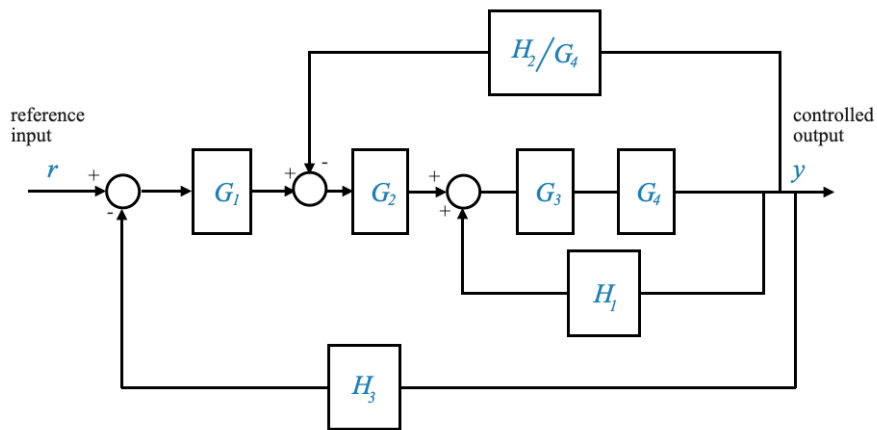 H₂/G₄
reference
input
controlled
output
r
y
+
-
G₁
+
-
G₂
+
+
G₃
G₄
H₁
H₃